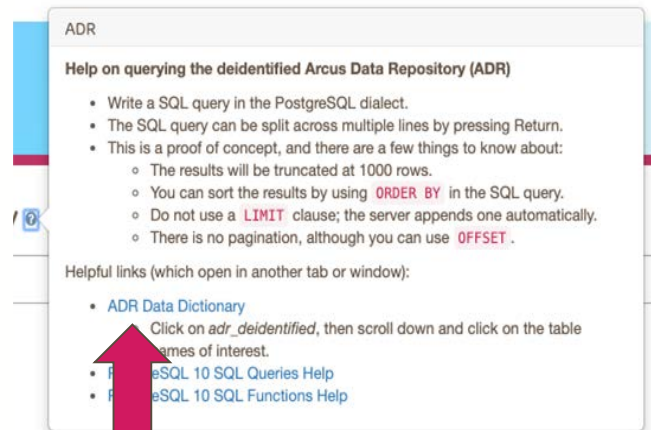 ADR
Help on querying the deidentified Arcus Data Repository (ADR)
• Write a SQL query in the PostgreSQL dialect.
• The SQL query can be split across multiple lines by pressing Return.
• This is a proof of concept, and there are a few things to know about:
◦ The results will be truncated at 1000 rows.
◦ You can sort the results by using ORDER BY in the SQL query.
◦ Do not use a LIMIT clause; the server appends one automatically.
◦ There is no pagination, although you can use OFFSET.
?
Helpful links (which open in another tab or window):
• ADR Data Dictionary
Click on adr_deidentified, then scroll down and click on the table
of interest.
• 10 SQL Queries Help
• 10 SQL Functions Help